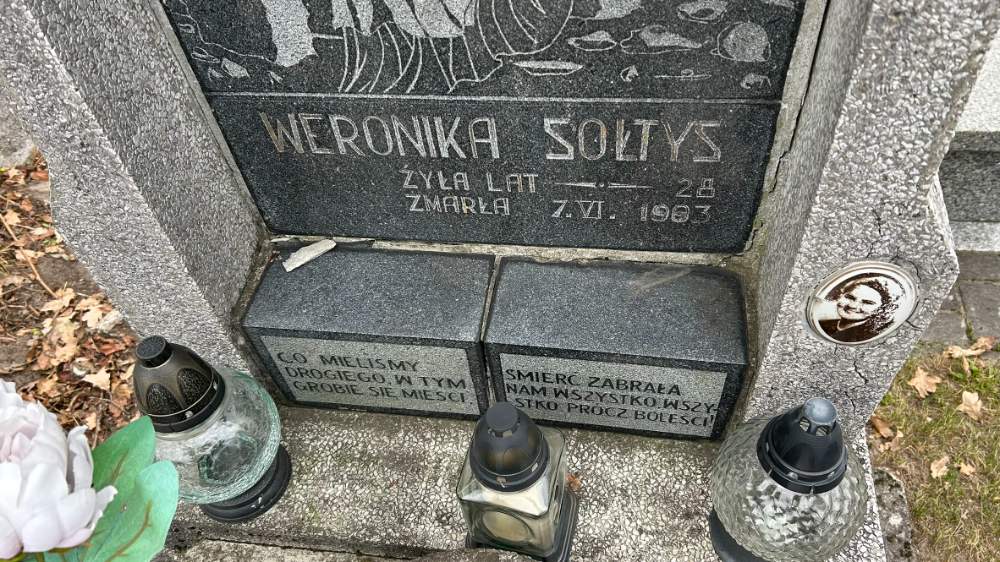 WERONIKA SOŁTYS
ŻYŁA LAT — 28
ZMARŁA 7.VI. 1983
CO MIELIŚMY
DROGIEGO, W TYM
GROBIE SIĘ MIEŚCI
ŚMIERĆ ZABRAŁA
NAM WSZYSTKO, WSZY-
STKO, PRÓCZ BOLEŚCI